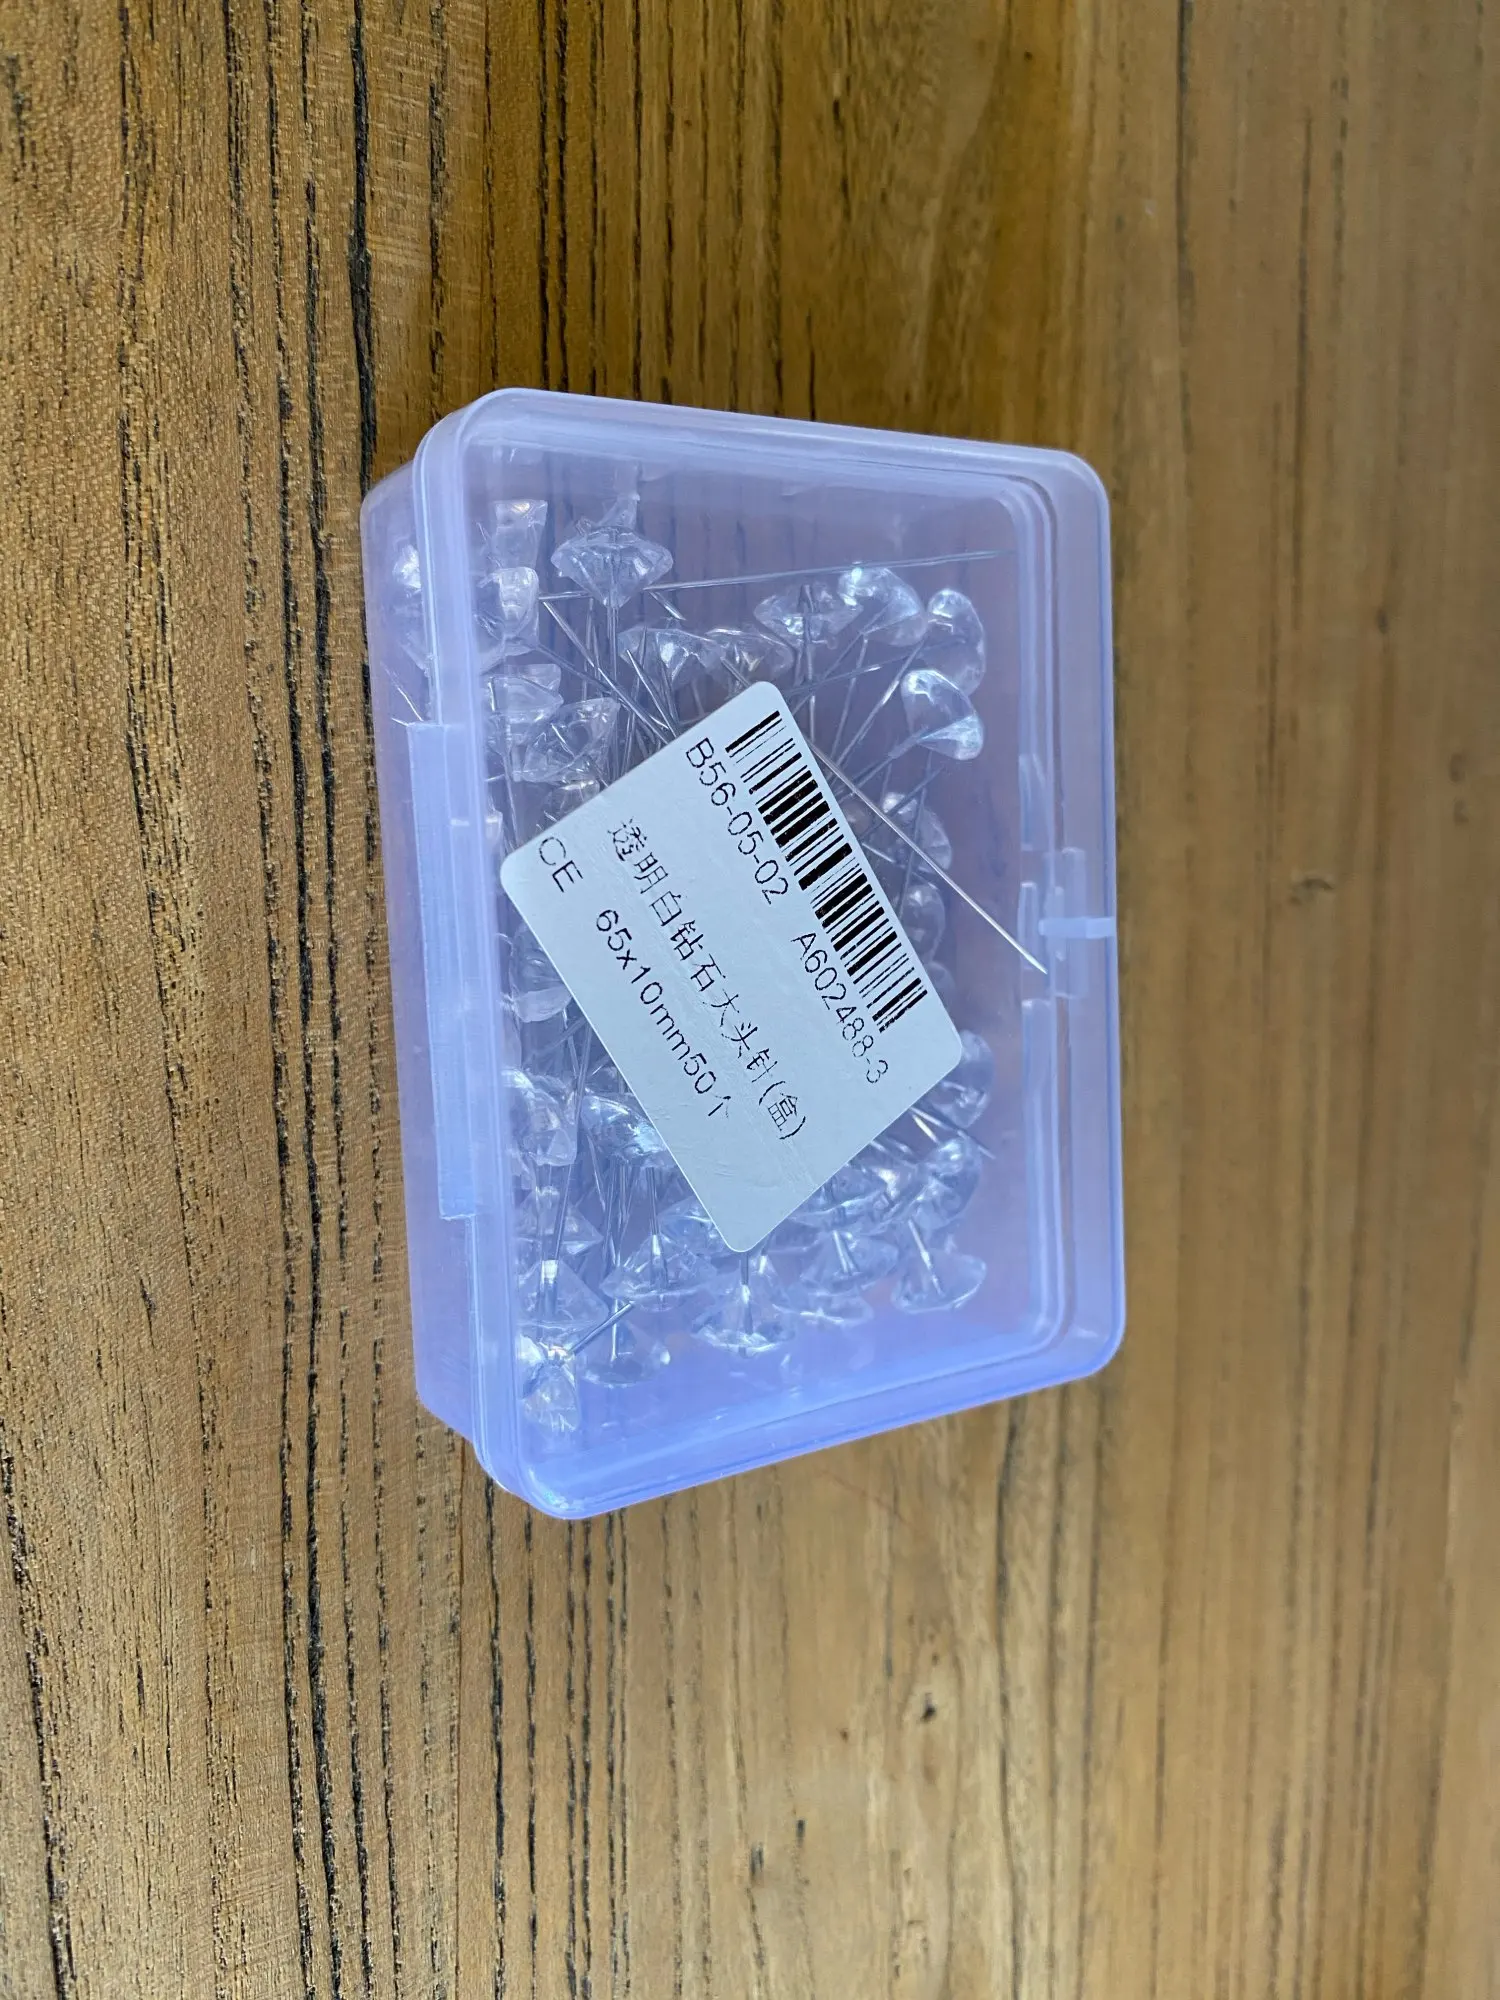 B56-05-02 A602488-3
透明白钻石大头针(盒)
CE 65x10mm50个